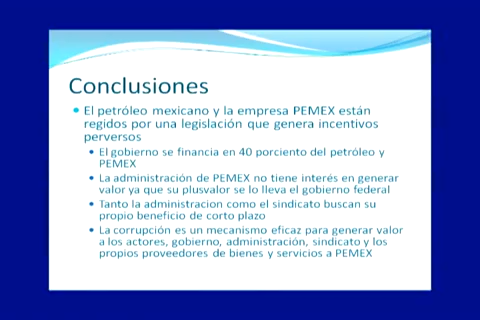 Conclusiones
El petróleo mexicano y la empresa PEMEX están
regidos por una legislación que genera incentivos
perversos
El gobierno se financia en 40 porciento del petróleo y
PEMEX
La administración de PEMEX no tiene interés en generar
valor ya que su plusvalor se lo lleva el gobierno federal
Tanto la administracion como el sindicato buscan su
propio beneficio de corto plazo
La corrupción es un mecanismo eficaz para generar valor
a los actores, gobierno, administración, sindicato y los
propios proveedores de bienes y servicios a PEMEX